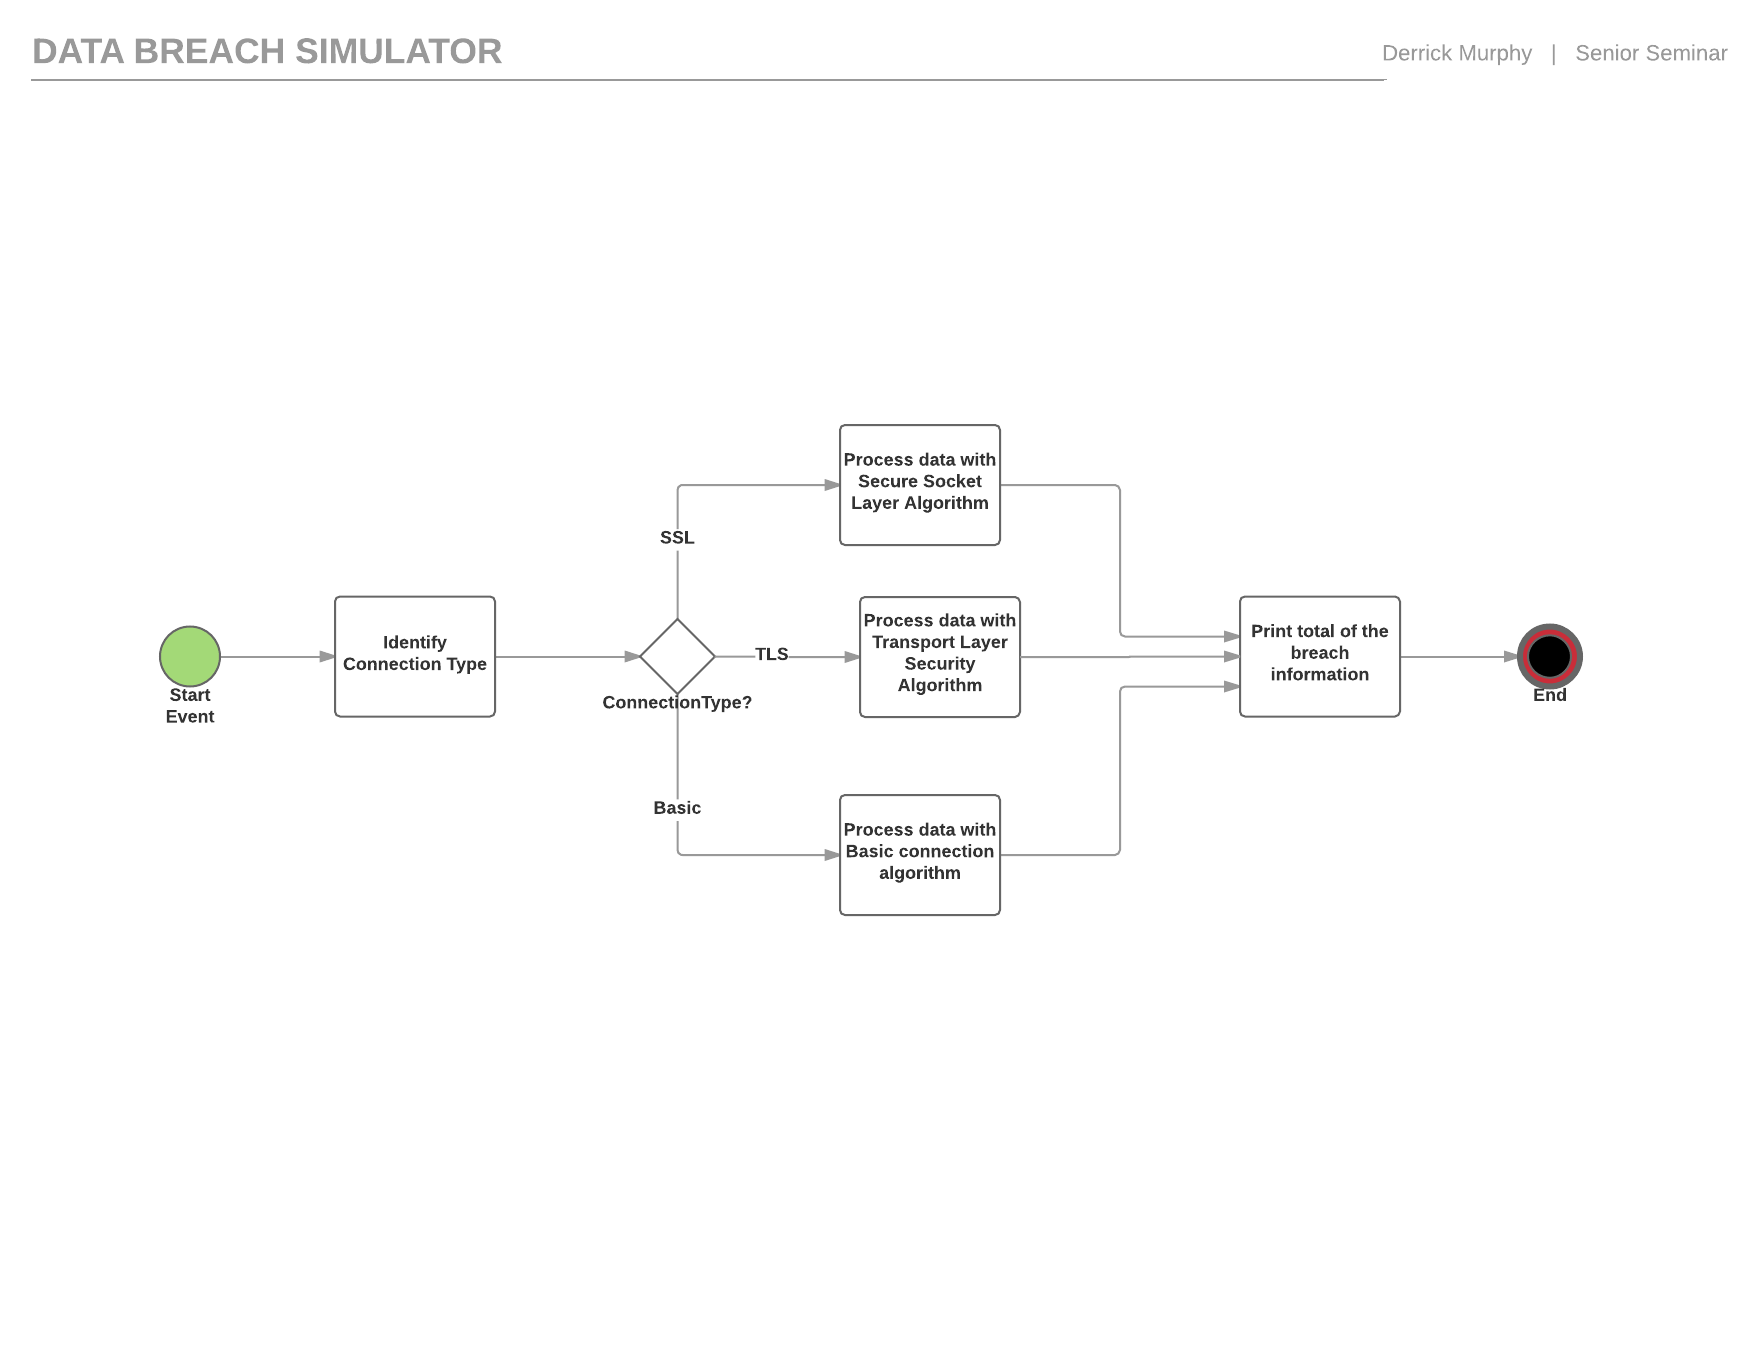 DATA BREACH SIMULATOR
Derrick Murphy | Senior Seminar
Start
Event
Identify
Connection Type
ConnectionType?
SSL
TLS
Basic
Process data with
Secure Socket
Layer Algorithm
Process data with
Transport Layer
Security
Algorithm
Process data with
Basic connection
algorithm
Print total of the
breach
information
End